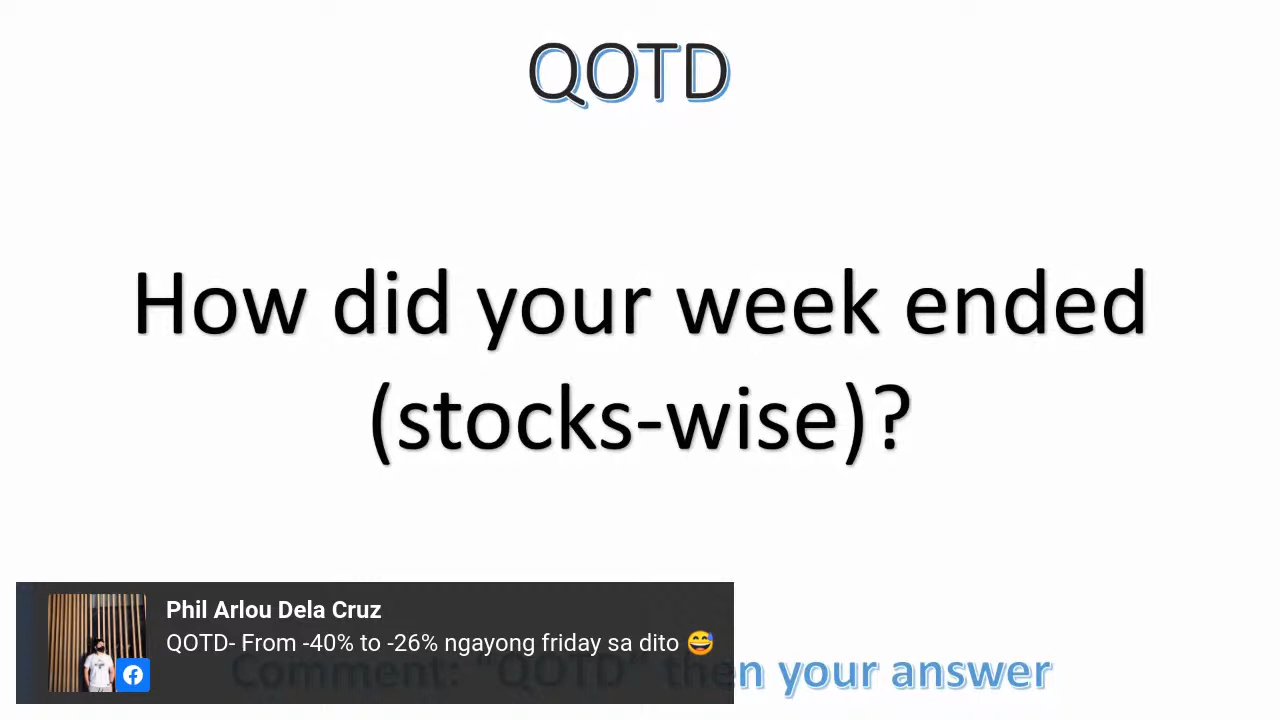 QOTD
How did your week ended
(stocks-wise)?
Phil Arlou Dela Cruz
QOTD- From -40% to -26% ngayong friday sa dito 😅
Comment: "QOTD" then your answer